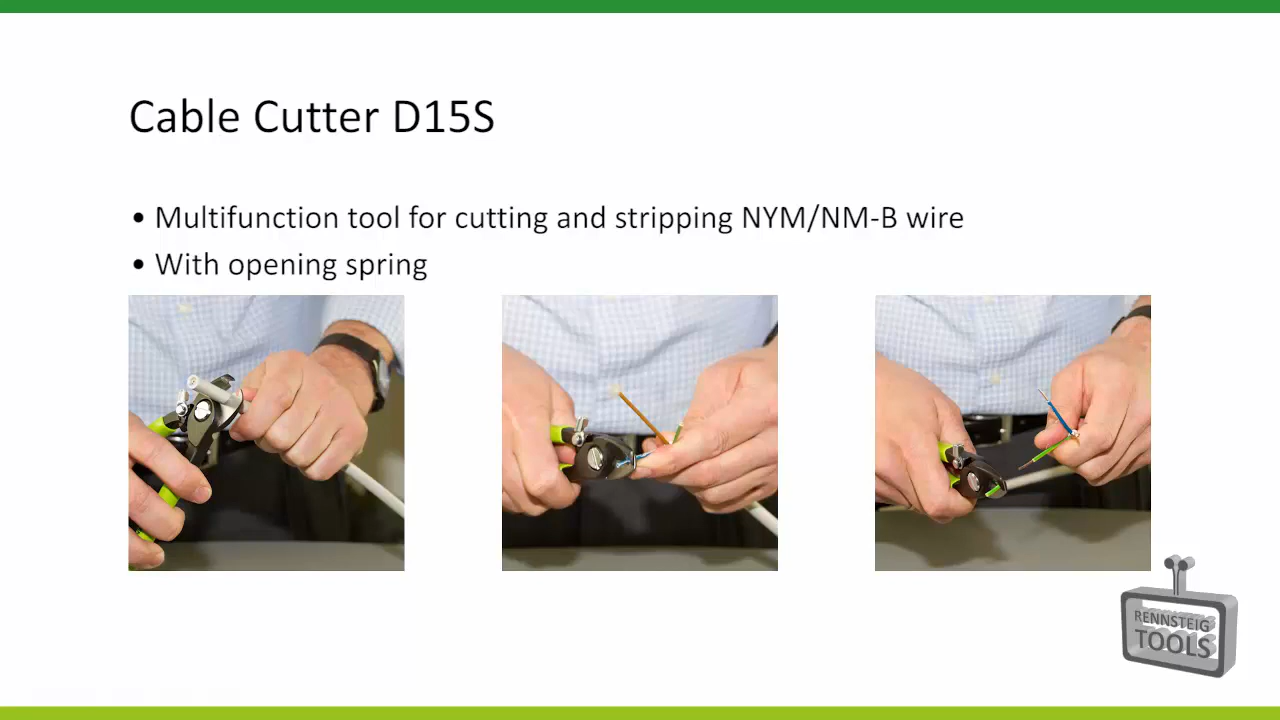 Cable Cutter D15S
• Multifunction tool for cutting and stripping NYM/NM-B wire
• With opening spring
RENNSTEIG
TOOLS